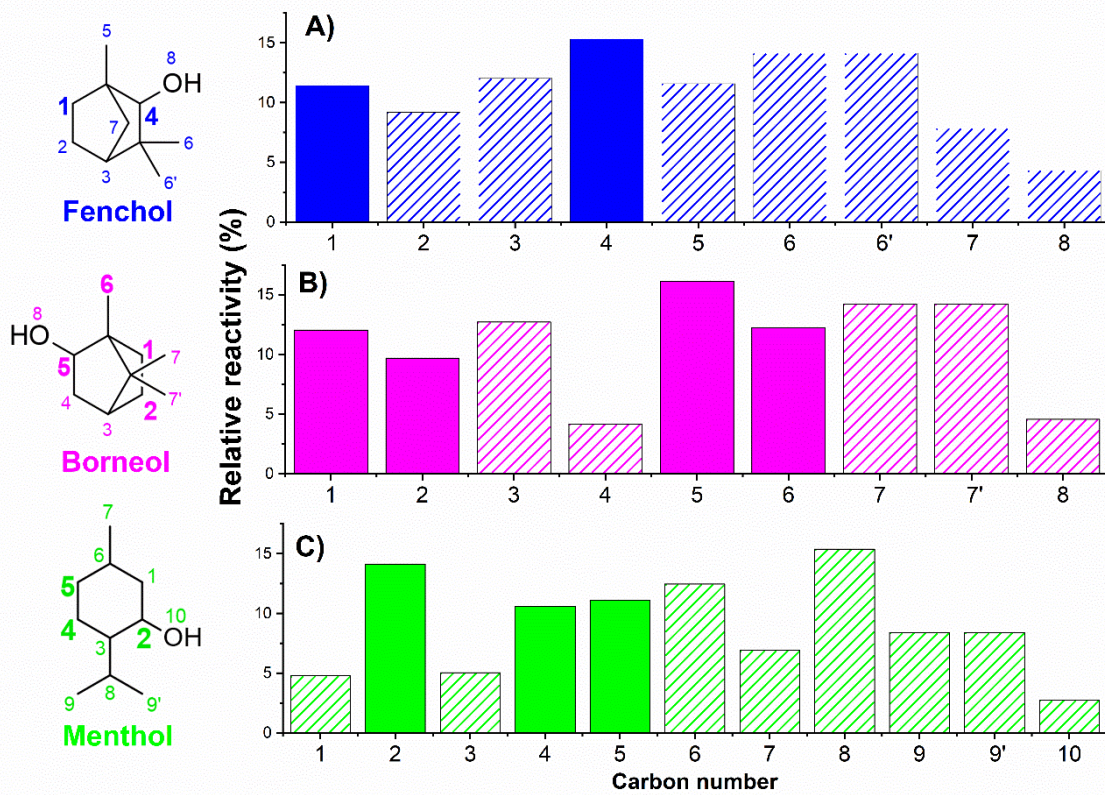 A)
5
8
OH
1
4
7
2
6
3
6'
Fenchol
15
10
5
0
1 2 3 4 5 6 6' 7 8
B)
6
8
HO
1
5
7
4
7'
2
3
Borneol
15
10
5
0
1 2 3 4 5 6 7 7' 8
C)
7
6
5
1
10
4
2
OH
3
9
8
9'
Menthol
15
10
5
0
1 2 3 4 5 6 7 8 9 9' 10
Relative reactivity (%)
Carbon number